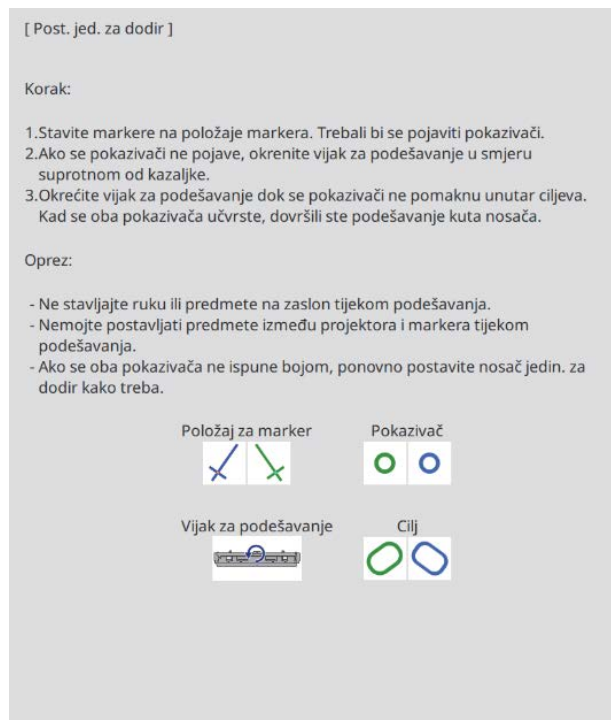 [ Post. jed. za dodir ]
Korak:
1.Stavite markere na položaje markera. Trebali bi se pojaviti pokazivači.
2.Ako se pokazivači ne pojave, okrenite vijak za podešavanje u smjeru
suprotnom od kazaljke.
3.Okrećite vijak za podešavanje dok se pokazivači ne pomaknu unutar ciljeva.
Kad se oba pokazivača učvrste, dovršili ste podešavanje kuta nosača.
Oprez:
- Ne stavljajte ruku ili predmete na zaslon tijekom podešavanja.
- Nemojte postavljati predmete između projektora i markera tijekom
podešavanja.
- Ako se oba pokazivača ne ispune bojom, ponovno postavite nosač jedin. za
dodir kako treba.
Položaj za marker Pokazivač
Vijak za podešavanje Cilj